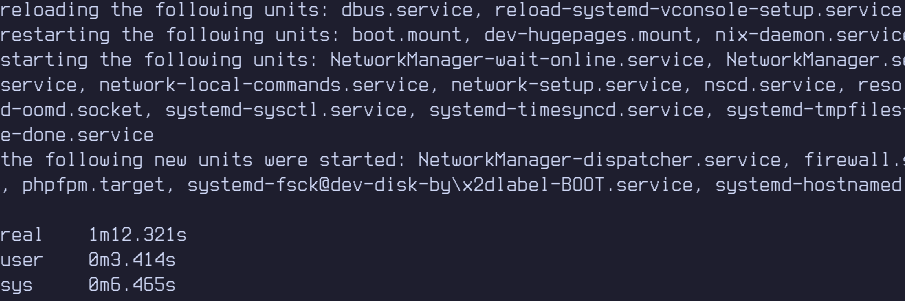 reloading the following units: dbus.service, reload-systemd-vconsole-setup.service
restarting the following units: boot.mount, dev-hugepages.mount, nix-daemon.service
starting the following units: NetworkManager-wait-online.service, NetworkManager.se
service, network-local-commands.service, network-setup.service, nscd.service, reso
d-oomd.socket, systemd-sysctl.service, systemd-timesyncd.service, systemd-tmpfiles-
e-done.service
the following new units were started: NetworkManager-dispatcher.service, firewall.s
, phpfpm.target, systemd-fsck@dev-disk-by\x2dlabel-BOOT.service, systemd-hostnamed
real 1m12.321s
user 0m3.414s
sys 0m6.465s